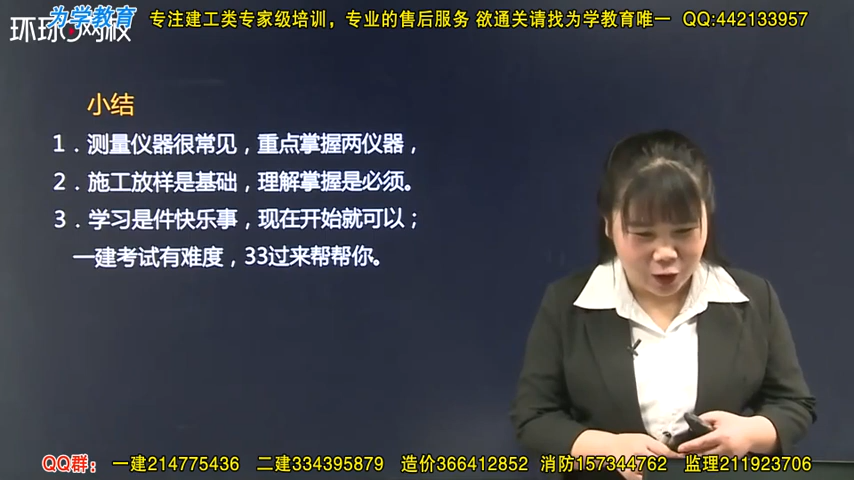 专注建工类专家级培训，专业的售后服务 欲通关请找为学教育唯一 QQ:442133957
为学教育
环球网校
小结
1．测量仪器很常见，重点掌握两仪器，
2．施工放样是基础，理解掌握是必须。
3．学习是件快乐事，现在开始就可以；
一建考试有难度，33过来帮帮你。
QQ群： 一建214775436 二建334395879 造价366412852 消防157344762 监理211923706